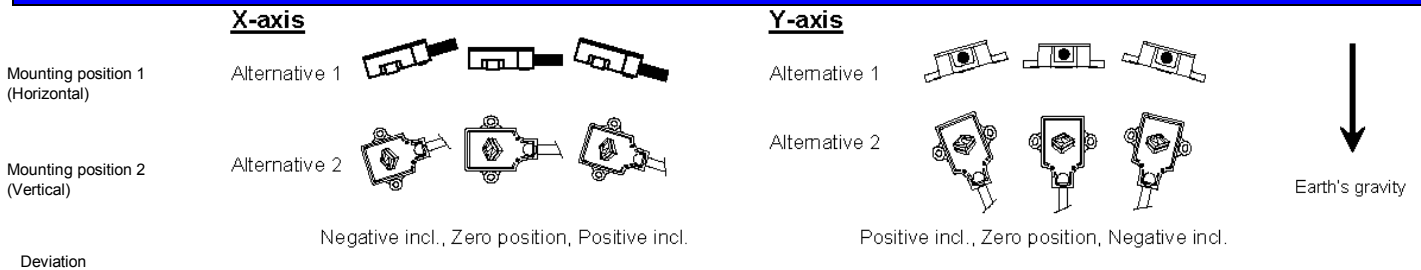 X-axis
Y-axis
Mounting position 1
(Horizontal)
Alternative 1
Alternative 1
Alternative 2
Alternative 2
Mounting position 2
(Vertical)
Earth's gravity
Negative incl., Zero position, Positive incl.
Positive incl., Zero position, Negative incl.
Deviation